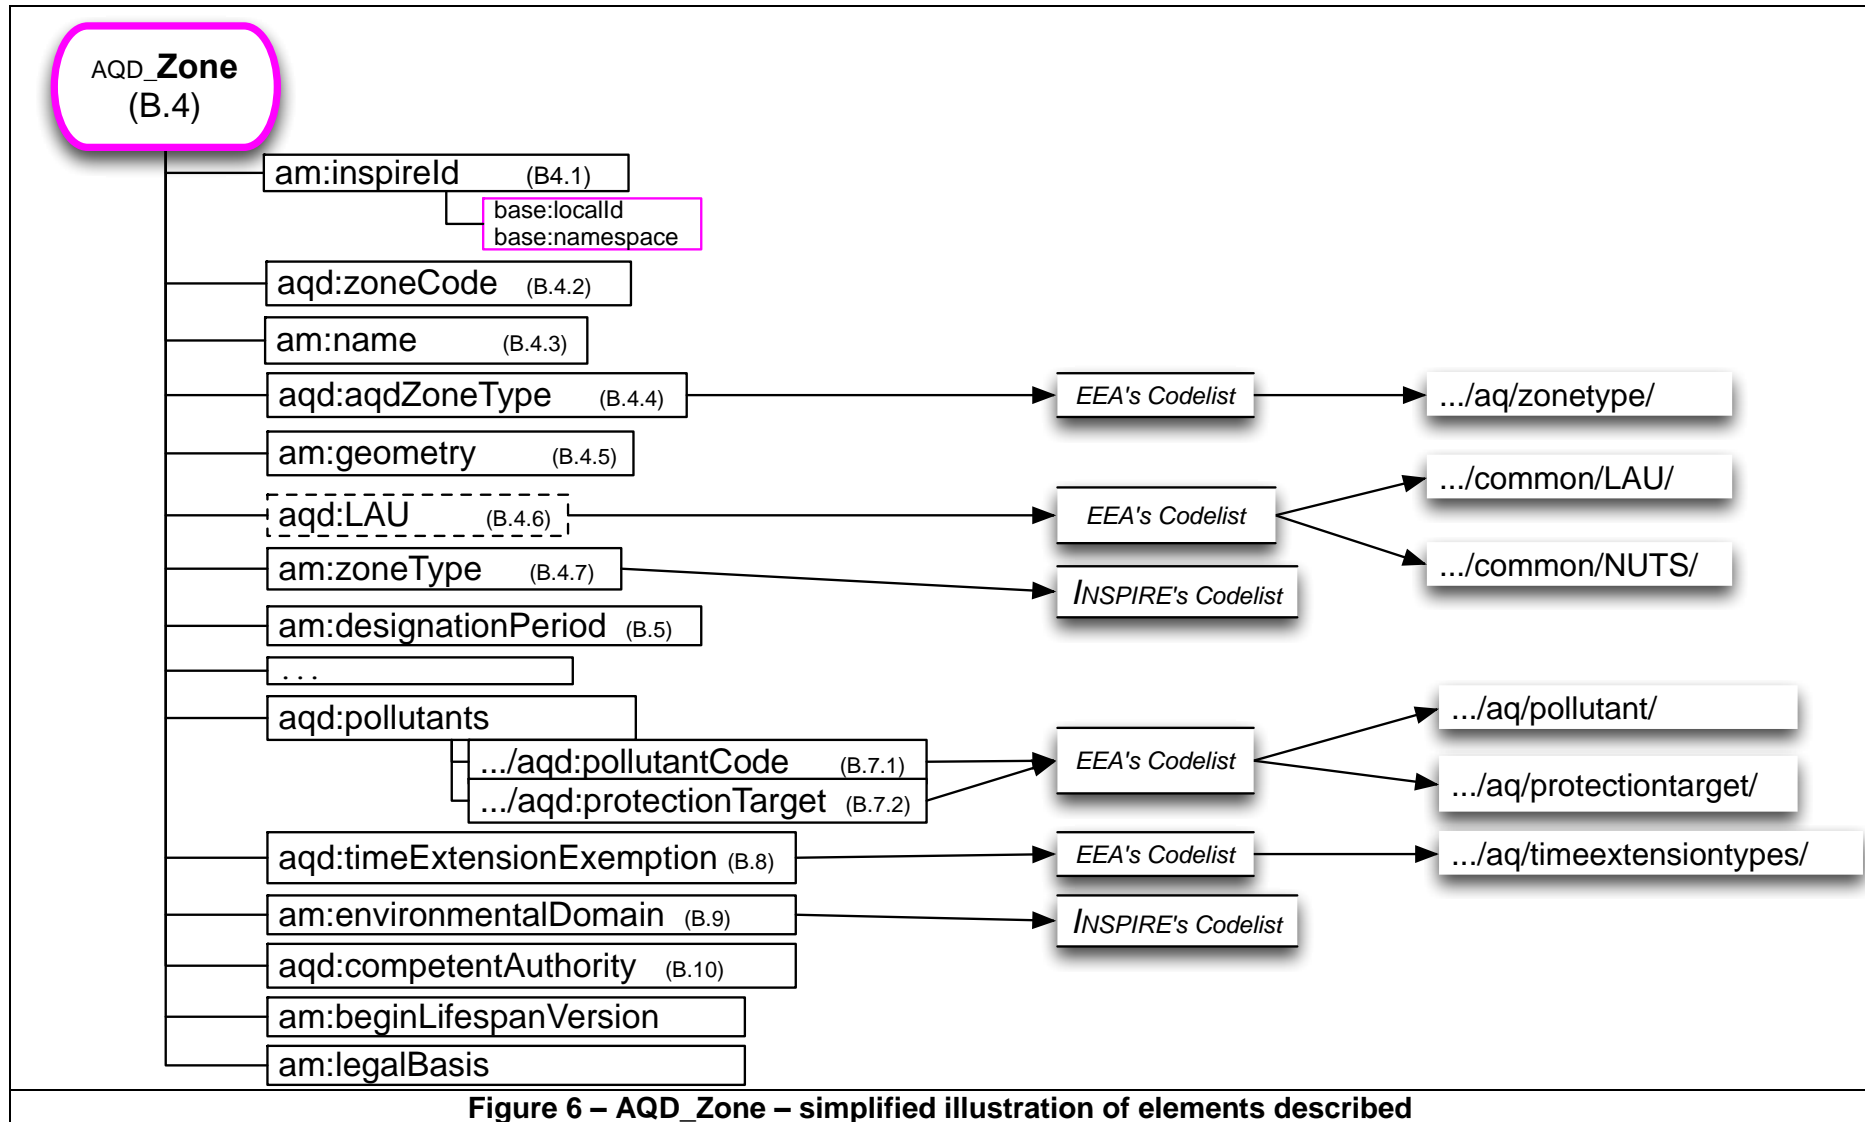 AQD_Zone
(B.4)
am:inspireId (B4.1)
base:localId
base:namespace
aqd:zoneCode (B.4.2)
am:name (B.4.3)
aqd:aqdZoneType (B.4.4)
EEA's Codelist
.../aq/zonetype/
am:geometry (B.4.5)
.../common/LAU/
aqd:LAU (B.4.6)
EEA's Codelist
.../common/NUTS/
am:zoneType (B.4.7)
INSPIRE's Codelist
am:designationPeriod (B.5)
...
aqd:pollutants
.../aq/pollutant/
.../aqd:pollutantCode (B.7.1)
EEA's Codelist
.../aqd:protectionTarget (B.7.2)
.../aq/protectiontarget/
aqd:timeExtensionExemption (B.8)
EEA's Codelist
.../aq/timeextensiontypes/
am:environmentalDomain (B.9)
INSPIRE's Codelist
aqd:competentAuthority (B.10)
am:beginLifespanVersion
am:legalBasis
Figure 6 – AQD_Zone – simplified illustration of elements described